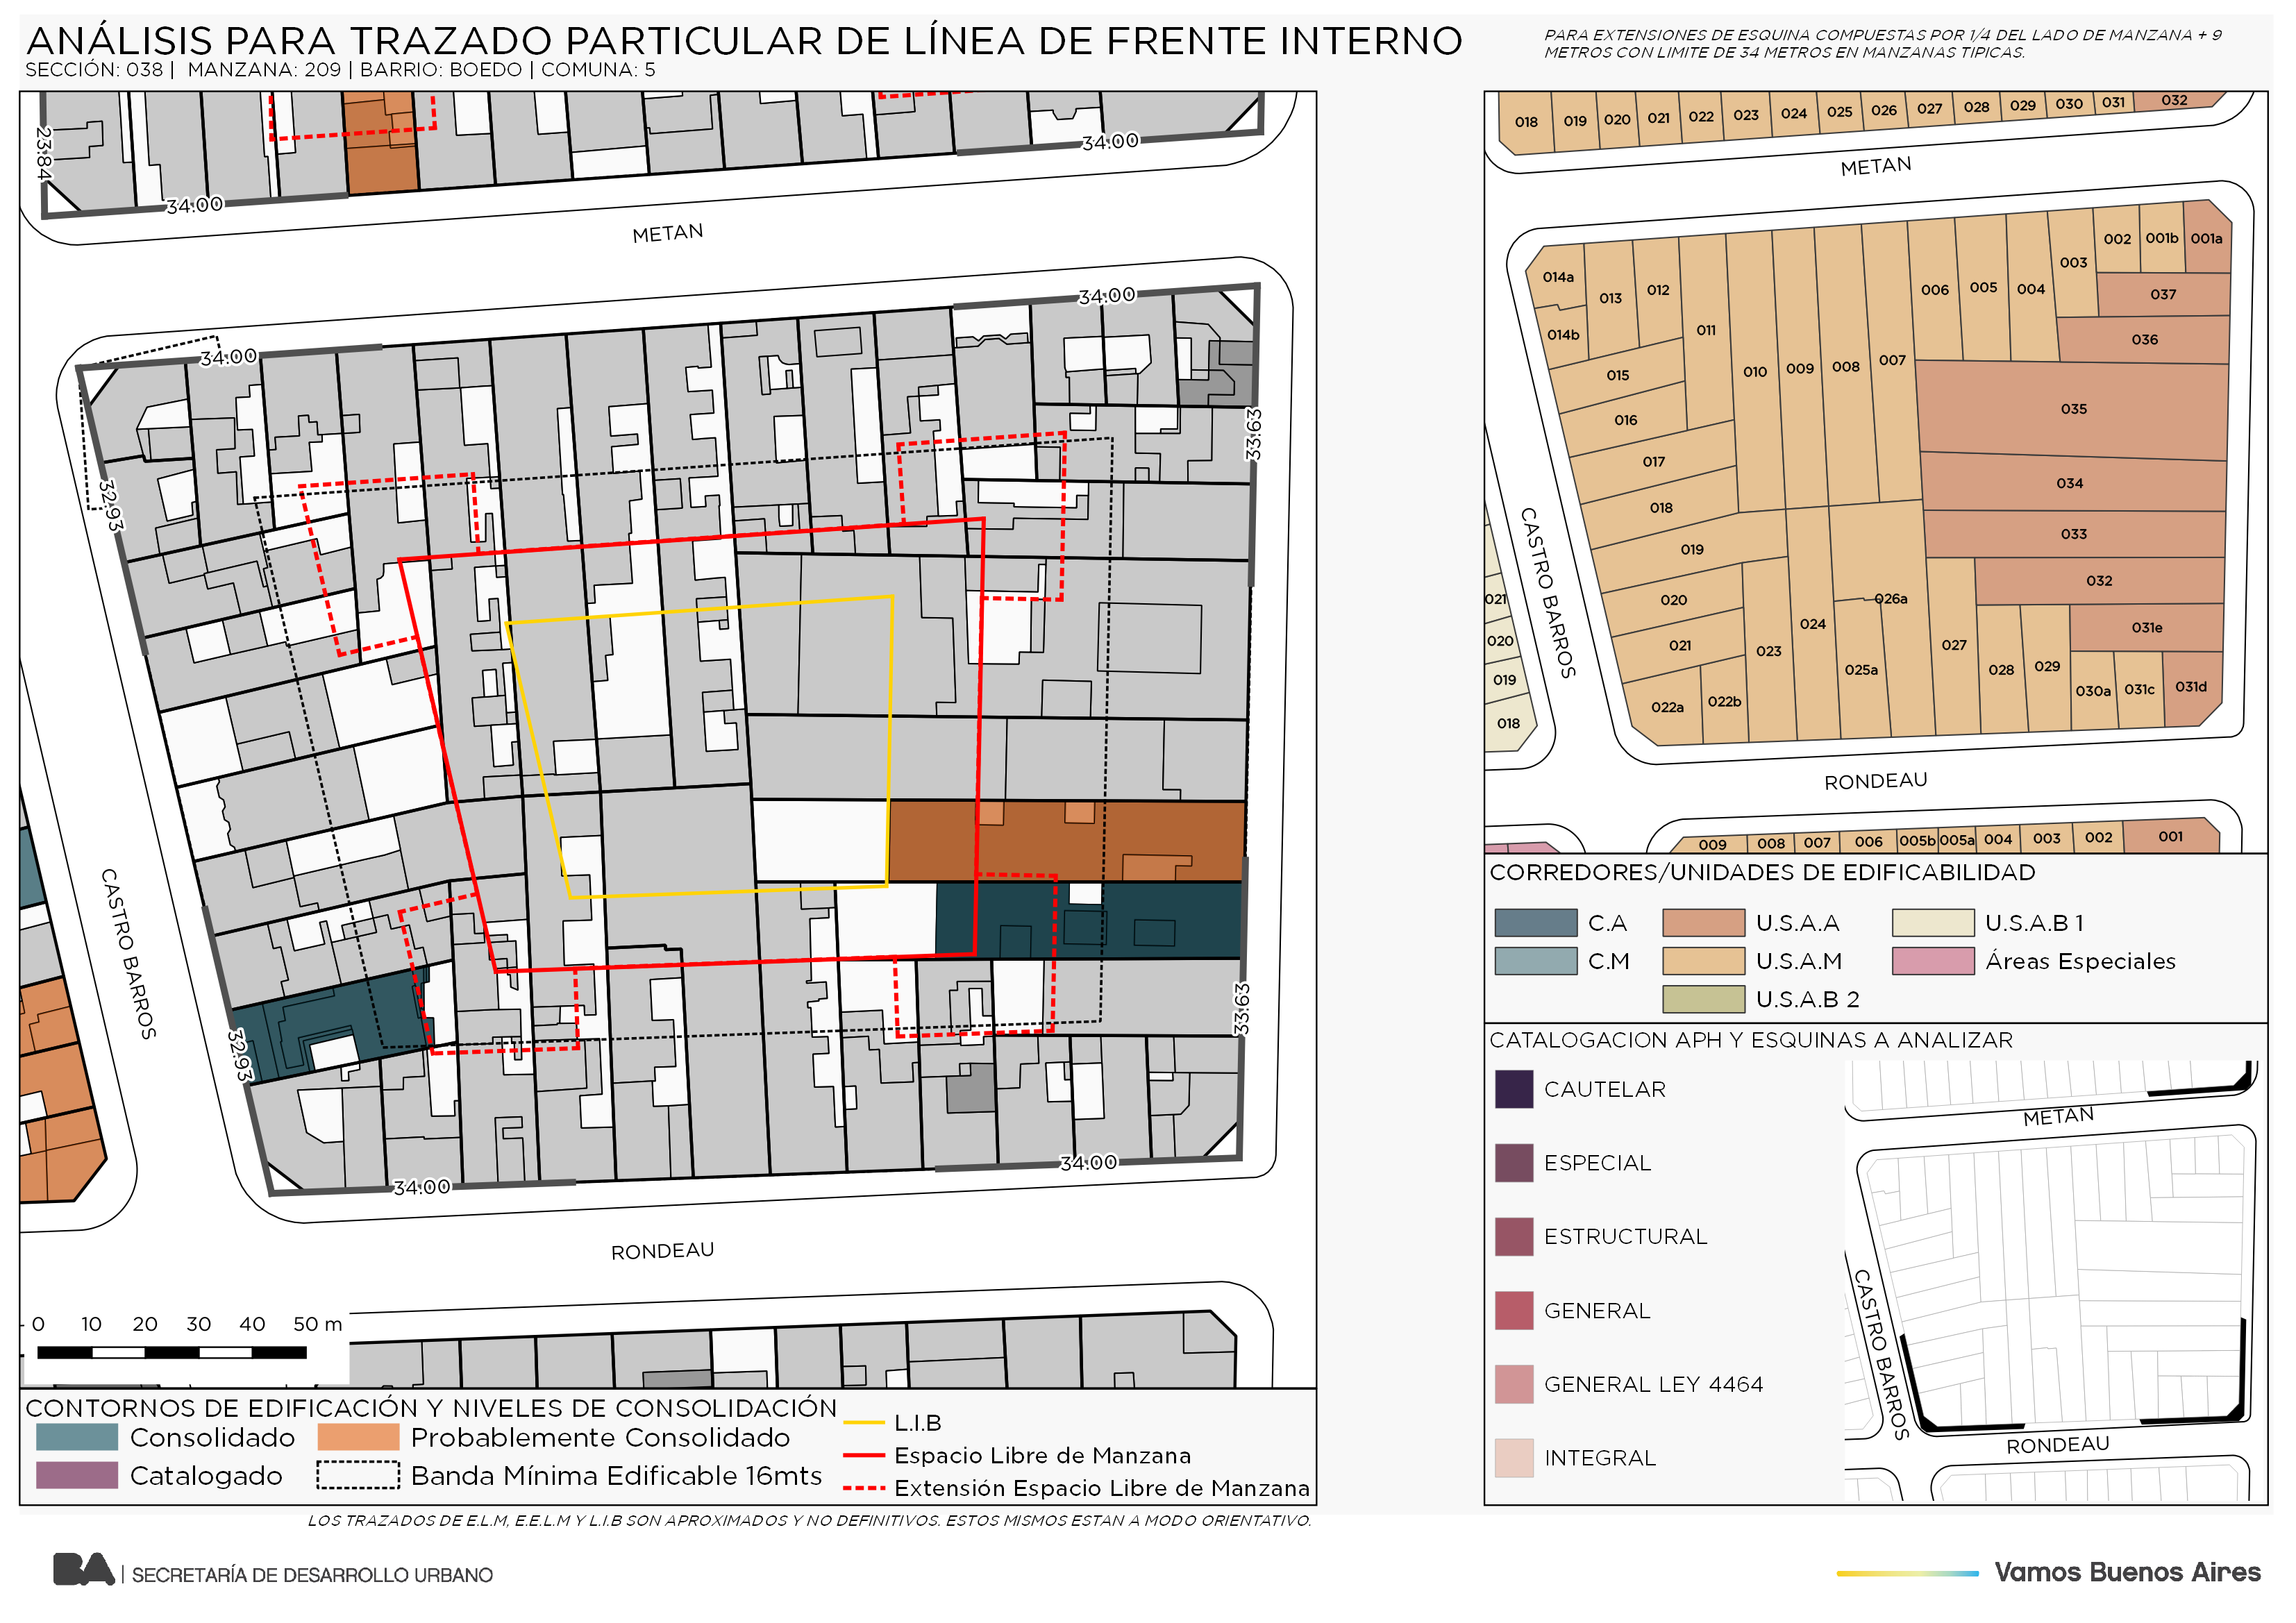 ANÁLISIS PARA TRAZADO PARTICULAR DE LÍNEA DE FRENTE INTERNO
SECCIÓN: 038 | MANZANA: 209 | BARRIO: BOEDO | COMUNA: 5
PARA EXTENSIONES DE ESQUINA COMPUESTAS POR 1/4 DEL LADO DE MANZANA + 9
METROS CON LIMITE DE 34 METROS EN MANZANAS TIPICAS.
23.84
34.00
34.00
METAN
34.00
34.00
32.93
33.63
CASTRO BARROS
32.93
33.63
34.00
34.00
RONDEAU
0 10 20 30 40 50 m
CONTORNOS DE EDIFICACIÓN Y NIVELES DE CONSOLIDACIÓN
Consolidado
Probablemente Consolidado
Catalogado
Banda Mínima Edificable 16mts
L.I.B
Espacio Libre de Manzana
Extensión Espacio Libre de Manzana
LOS TRAZADOS DE E.L.M, E.E.L.M Y L.I.B SON APROXIMADOS Y NO DEFINITIVOS. ESTOS MISMOS ESTAN A MODO ORIENTATIVO.
018 019 020 021 022 023 024 025 026 027 028 029 030 031 032
METAN
014a 013 012 011 010 009 008 007 006 005 004 003 002 001b 001a
014b 037
015 036
016 035
017 034
018 033
019 032
020 024 026a 031e
021 023 025a 027 028 029 030a 031c 031d
022a 022b
CASTRO BARROS
021
020
019
018
RONDEAU
009 008 007 006 005b 005a 004 003 002 001
CORREDORES/UNIDADES DE EDIFICABILIDAD
C.A
U.S.A.A
U.S.A.B 1
C.M
U.S.A.M
Áreas Especiales
U.S.A.B 2
CATALOGACION APH Y ESQUINAS A ANALIZAR
CAUTELAR
ESPECIAL
ESTRUCTURAL
GENERAL
GENERAL LEY 4464
INTEGRAL
METAN
CASTRO BARROS
RONDEAU
BA | SECRETARÍA DE DESARROLLO URBANO
Vamos Buenos Aires